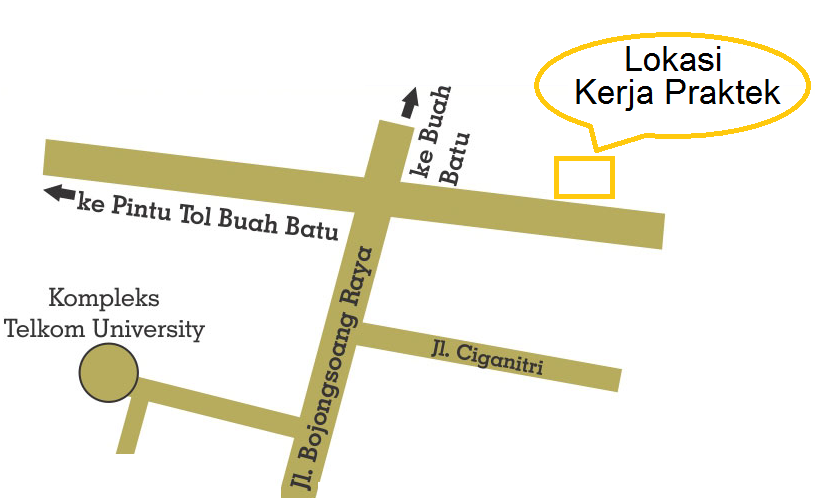 Lokasi
Kerja Praktek
ke Buah
Batu
ke Pintu Tol Buah Batu
Jl. Bojongsoang Raya
Kompleks
Telkom University
Jl. Ciganitri